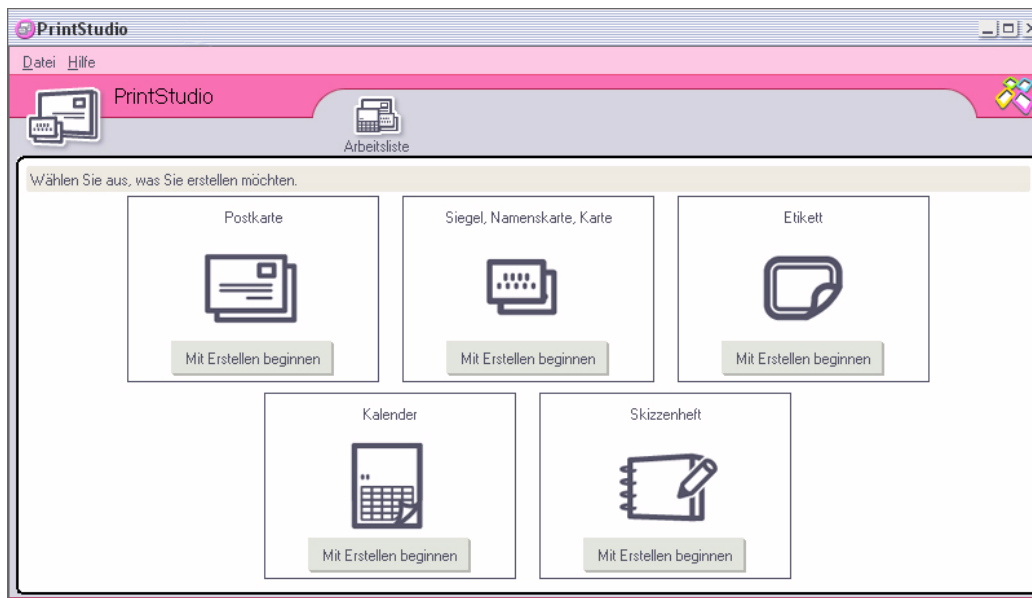 PrintStudio
Datei Hilfe
PrintStudio
Arbeitsliste
Wählen Sie aus, was Sie erstellen möchten.
Postkarte
Siegel, Namenskarte, Karte
Etikett
Mit Erstellen beginnen
Mit Erstellen beginnen
Mit Erstellen beginnen
Kalender
Skizzenheft
Mit Erstellen beginnen
Mit Erstellen beginnen